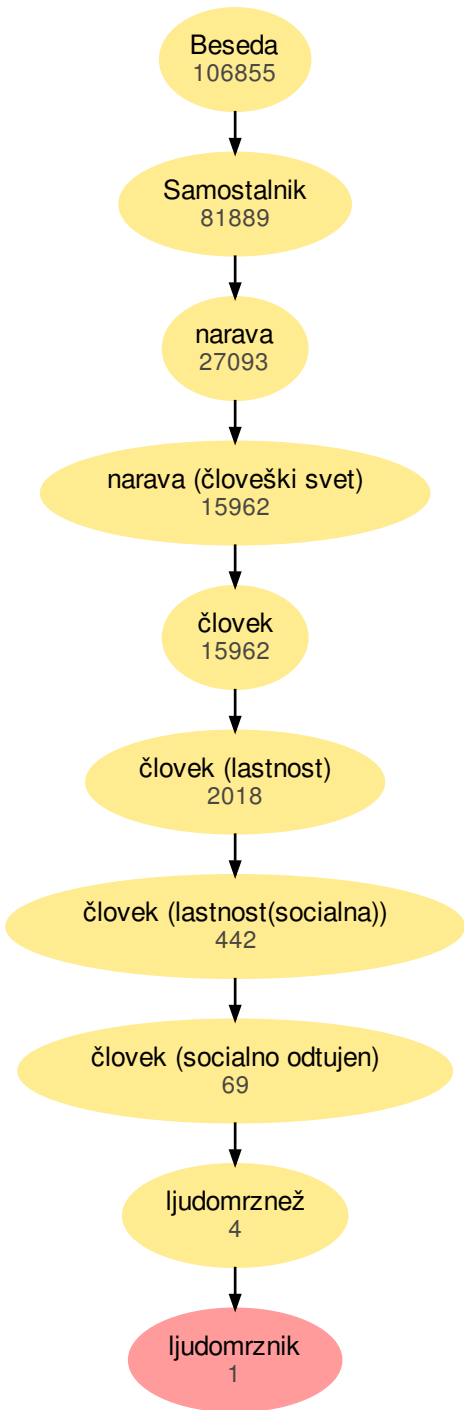 Beseda
106855
Samostalnik
81889
narava
27093
narava (človeški svet)
15962
človek
15962
človek (lastnost)
2018
človek (lastnost(socialna))
442
človek (socialno odtujen)
69
ljudomrznež
4
ljudomrznik
1